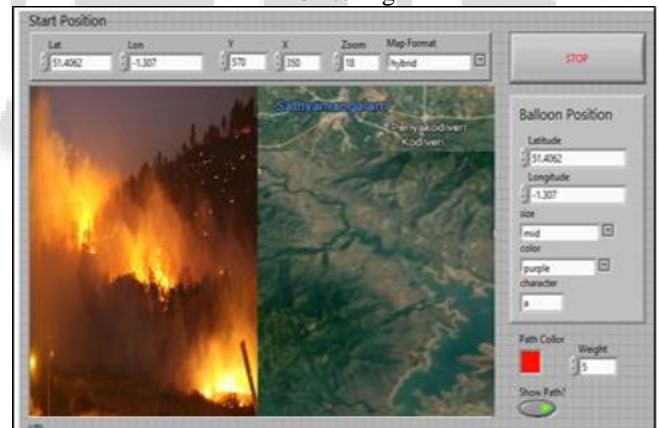 Start Position
Lat Lon Y X Zoom Map Format
51.4062 -1.307 570 350 18 hybrid
STOP
Sathyamangalam
Periyakodiveri
Kodiveri
Balloon Position
Latitude
51.4062
Longitude
-1.307
size
mid
color
purple
character
a
Path Collor
Weight
5
Show Path?